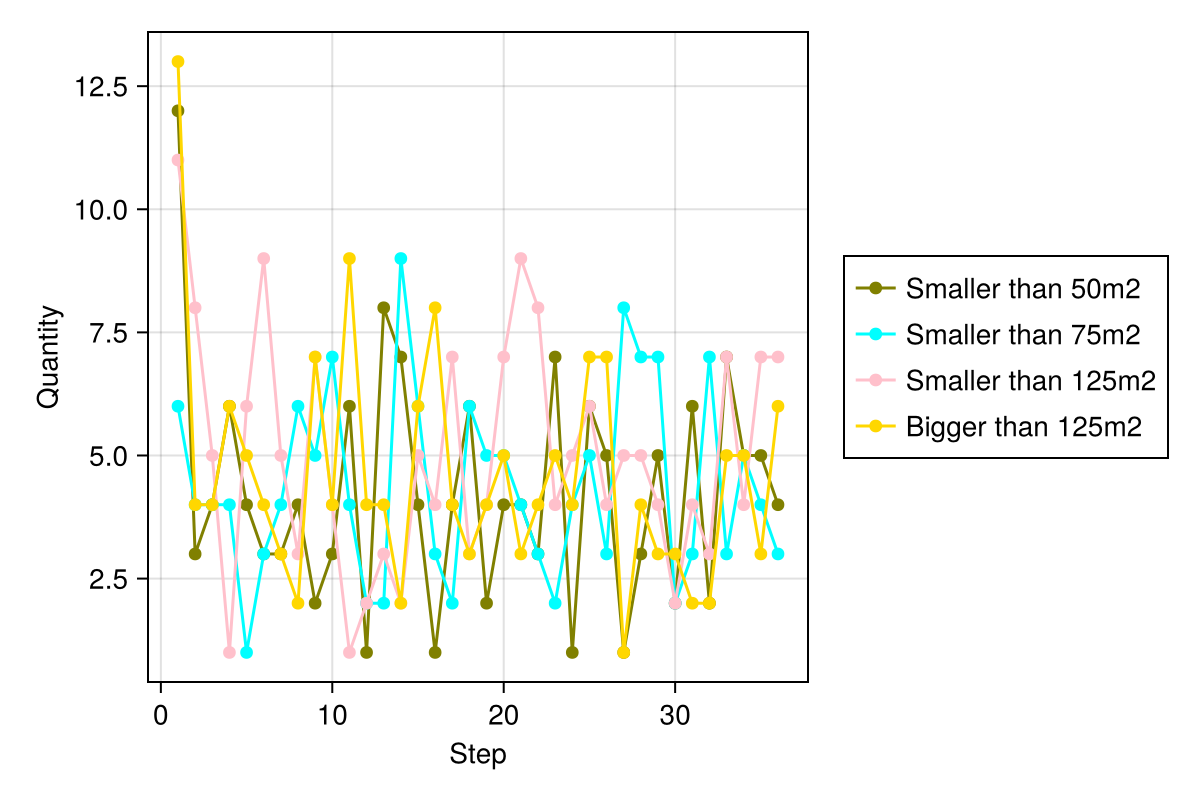 12.5
10.0
7.5
5.0
2.5
Quantity
0 10 20 30
Step
Smaller than 50m2
Smaller than 75m2
Smaller than 125m2
Bigger than 125m2